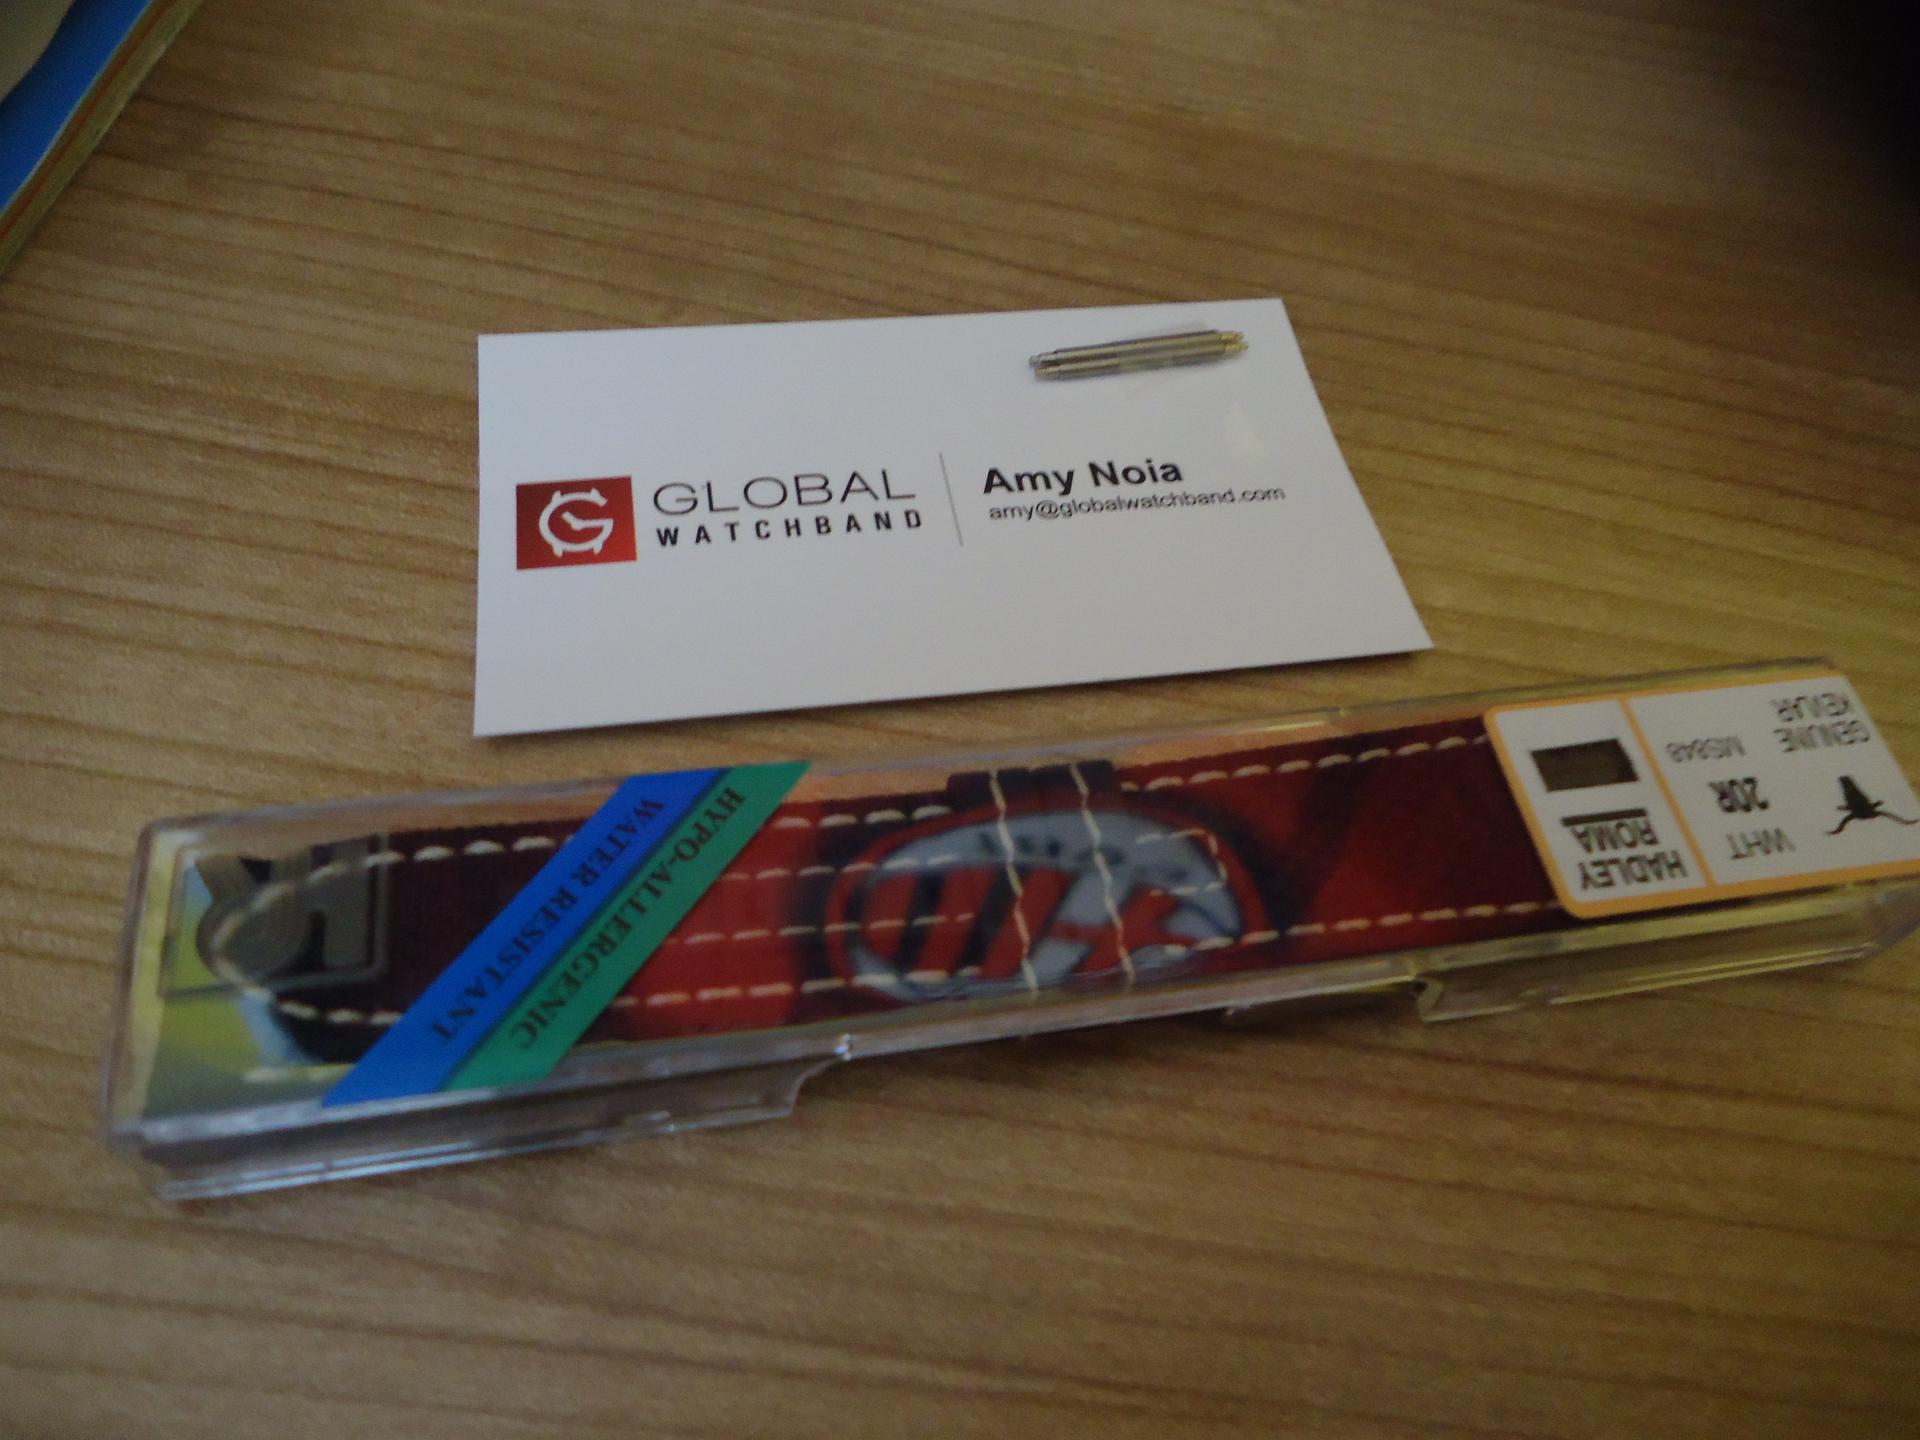 GLOBAL
WATCHBAND
Amy Noia
amy@globalwatchband.com
HYPO-ALLERGENIC
WATER RESISTANT
HADLEY
ROMA
WHT
20R
MS848
GENUINE
KEVLAR